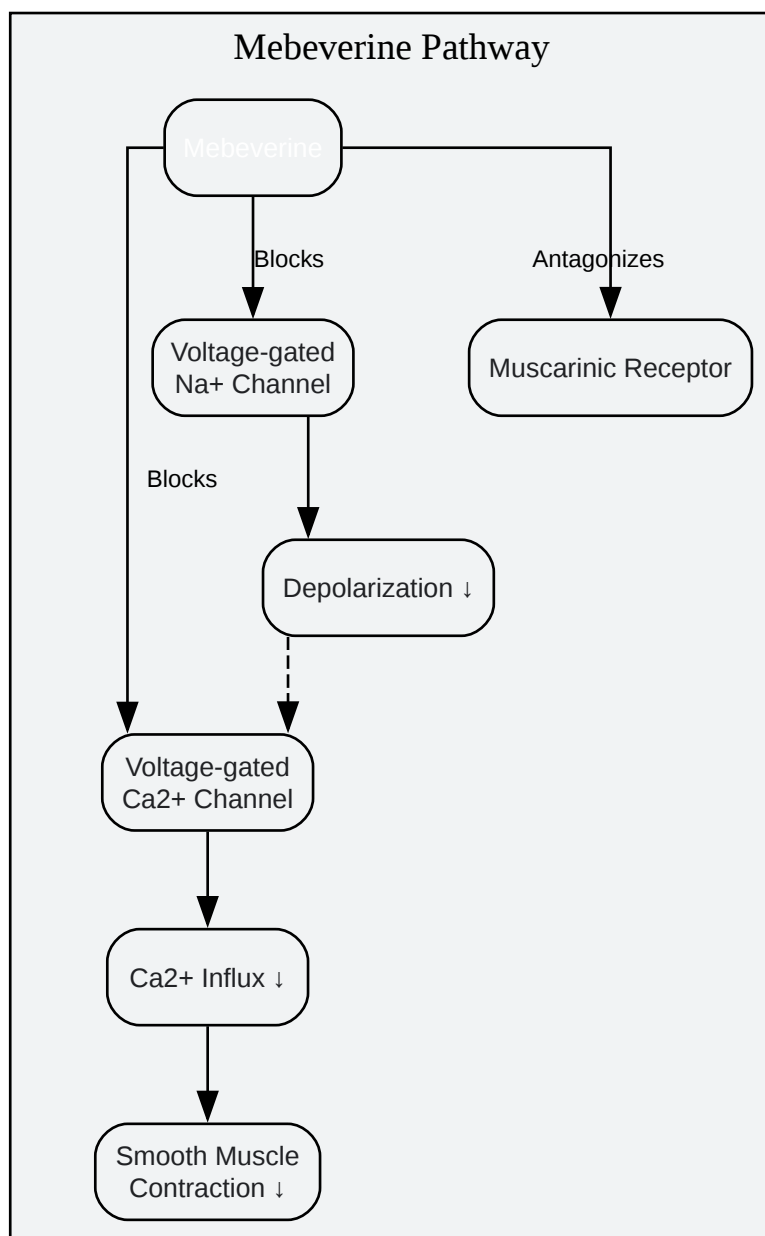 Mebeverine Pathway
Mebeverine
Blocks
Antagonizes
Voltage-gated
Na+ Channel
Muscarinic Receptor
Blocks
Depolarization ↓
Voltage-gated
Ca2+ Channel
Ca2+ Influx ↓
Smooth Muscle
Contraction ↓